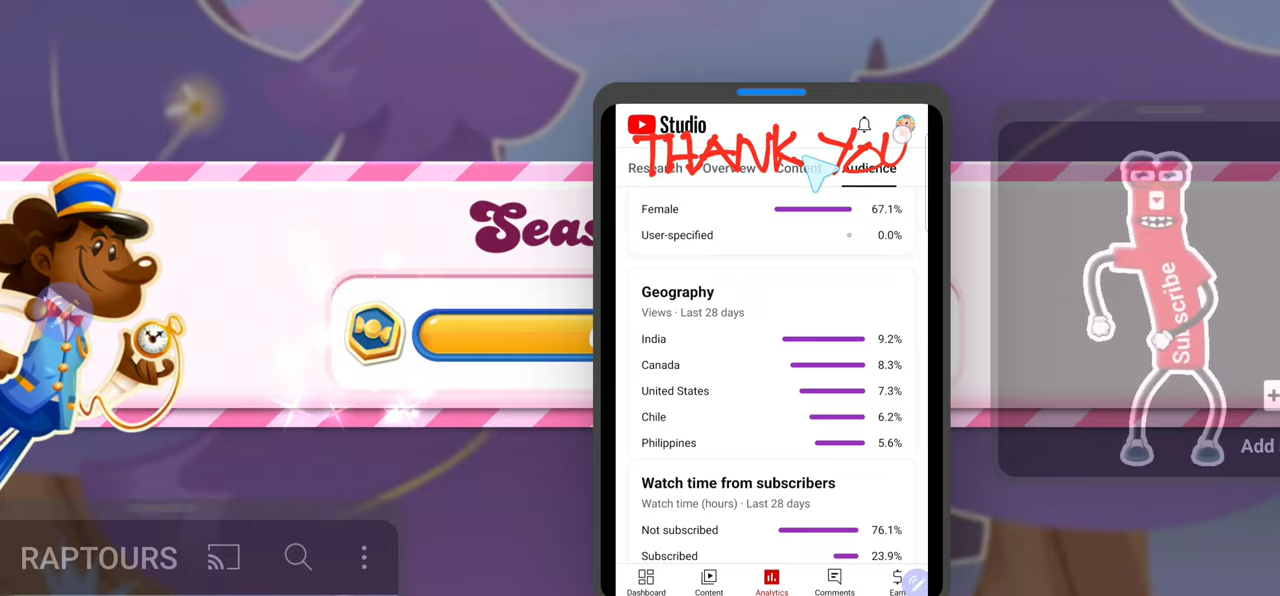 Seas
Studio
THANK YOU
Research Overview Content Audience
Female 67.1%
User-specified 0.0%
Geography
Views · Last 28 days
India 9.2%
Canada 8.3%
United States 7.3%
Chile 6.2%
Philippines 5.6%
Watch time from subscribers
Watch time (hours) · Last 28 days
Not subscribed 76.1%
Subscribed 23.9%
Dashboard Content Analytics Comments Earn
Subscribe
Add
RAPTOURS